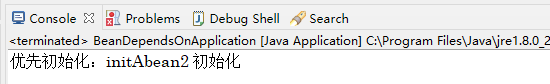 Console Problems Debug Shell Search
<terminated> BeanDependsOnApplication [Java Application] C:\Program Files\Java\jre1.8.0_2
优先初始化：initAbean2 初始化